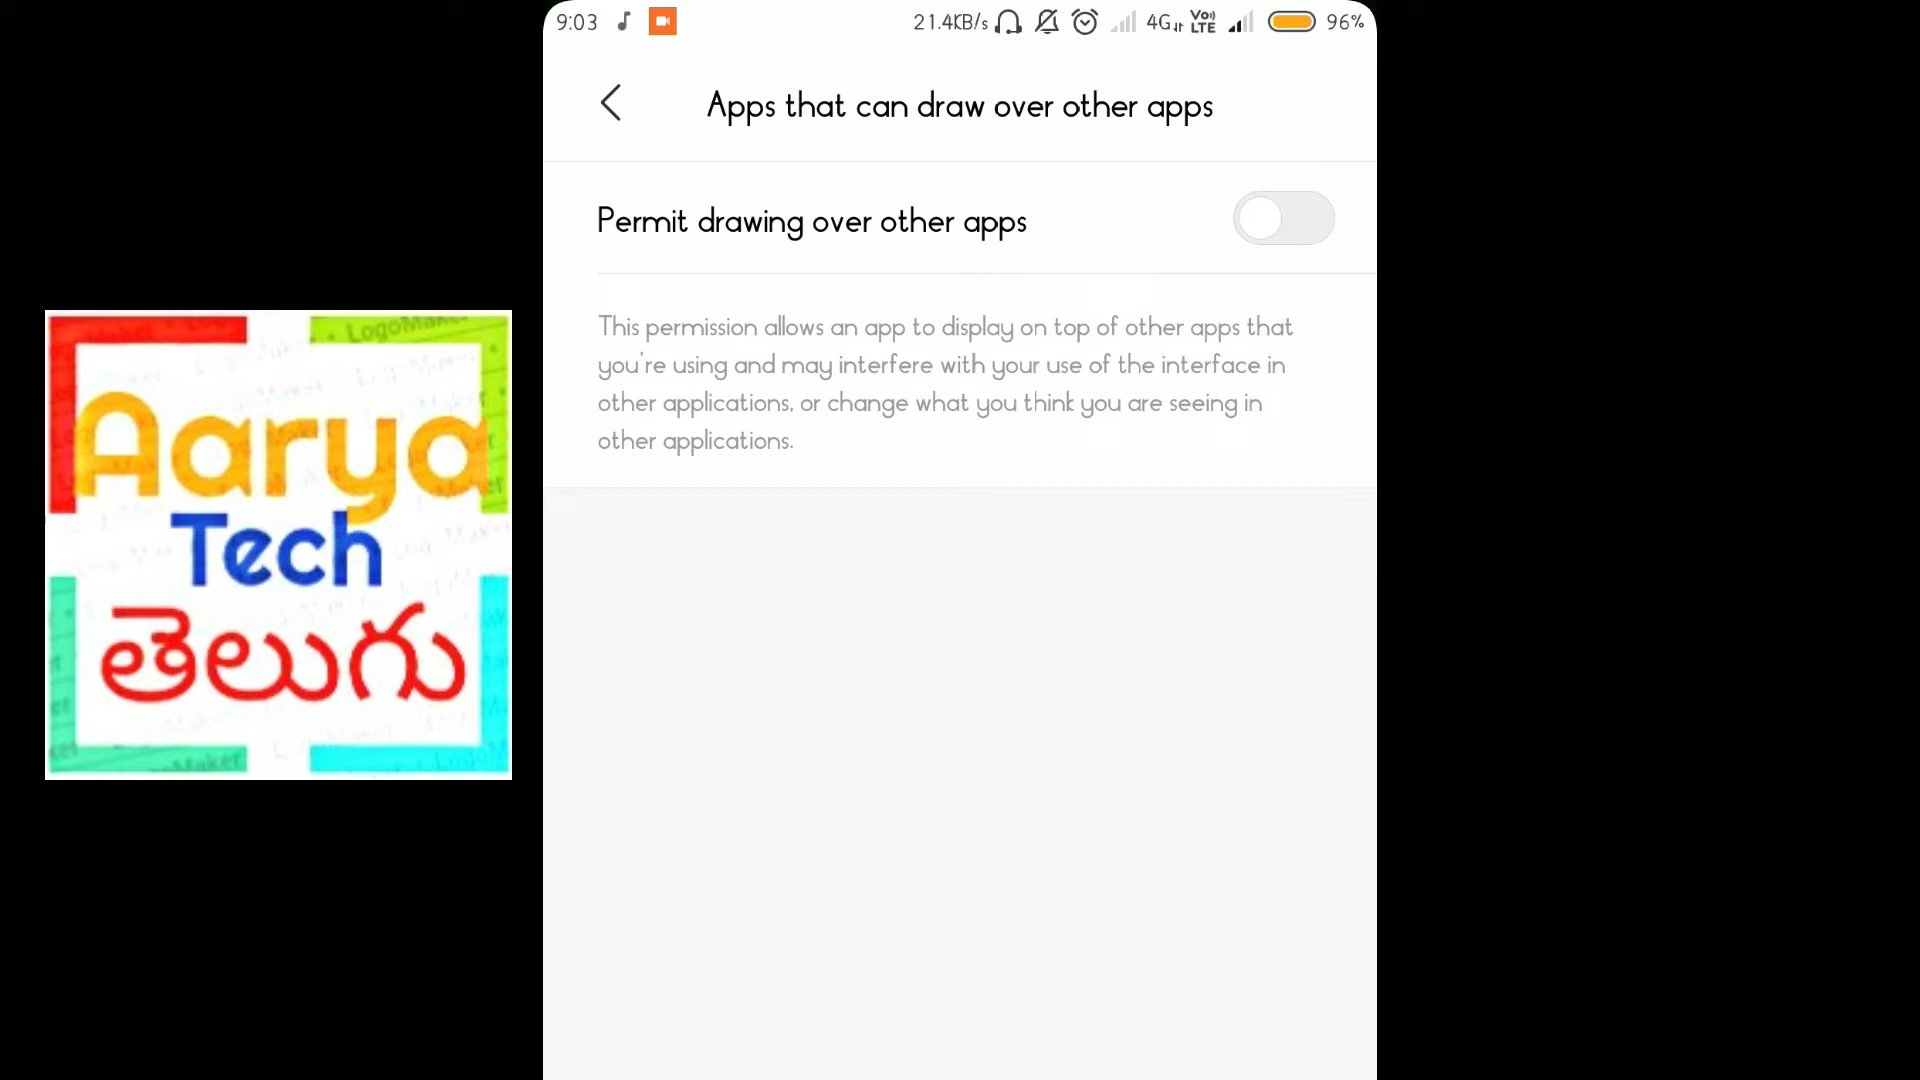 9:03
21.4KB/s 4G Vo) LTE 96%
Apps that can draw over other apps
Permit drawing over other apps
This permission allows an app to display on top of other apps that
you're using and may interfere with your use of the interface in
other applications, or change what you think you are seeing in
other applications.
LogoMaker
Aarya
Tech
తెలుగు